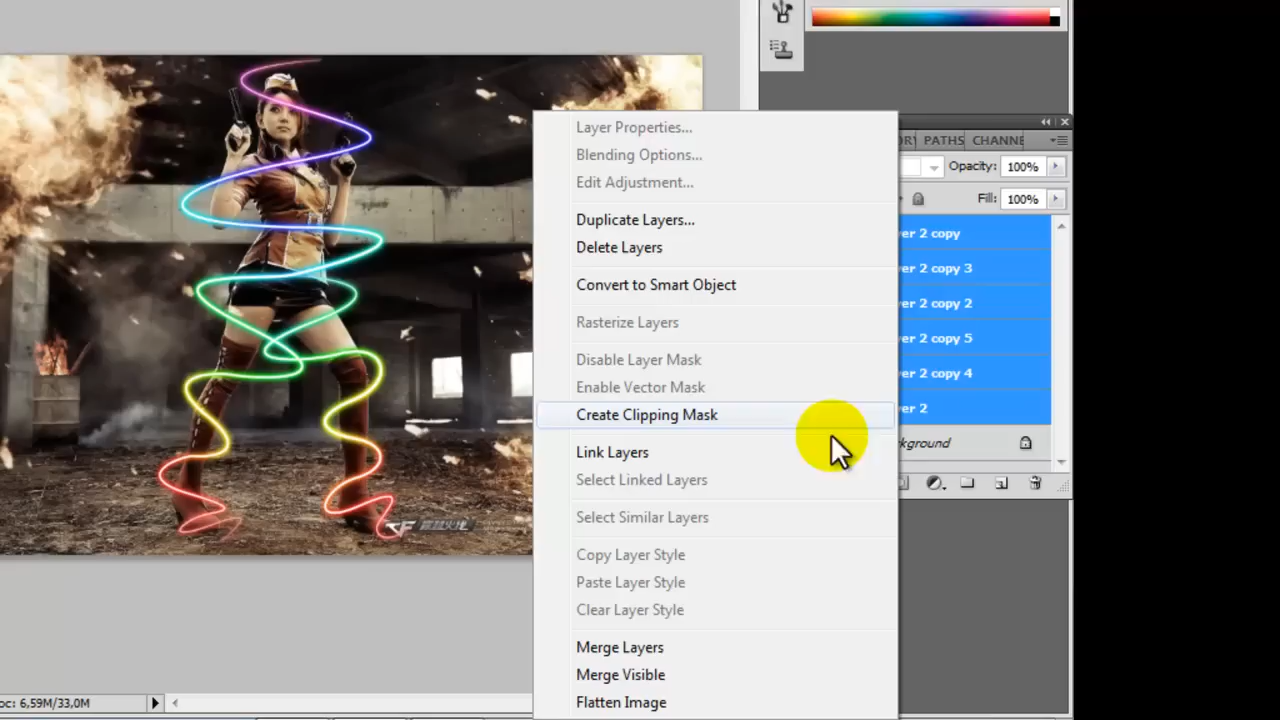 Layer Properties...
Blending Options...
Edit Adjustment...
Duplicate Layers...
Delete Layers
Convert to Smart Object
Rasterize Layers
Disable Layer Mask
Enable Vector Mask
Create Clipping Mask
Link Layers
Select Linked Layers
Select Similar Layers
Copy Layer Style
Paste Layer Style
Clear Layer Style
Merge Layers
Merge Visible
Flatten Image
PATHS CHANNE
Opacity: 100%
Fill: 100%
er 2 copy
er 2 copy 3
er 2 copy 2
er 2 copy 5
er 2 copy 4
er 2
kground
oc: 6,59M/33,0M